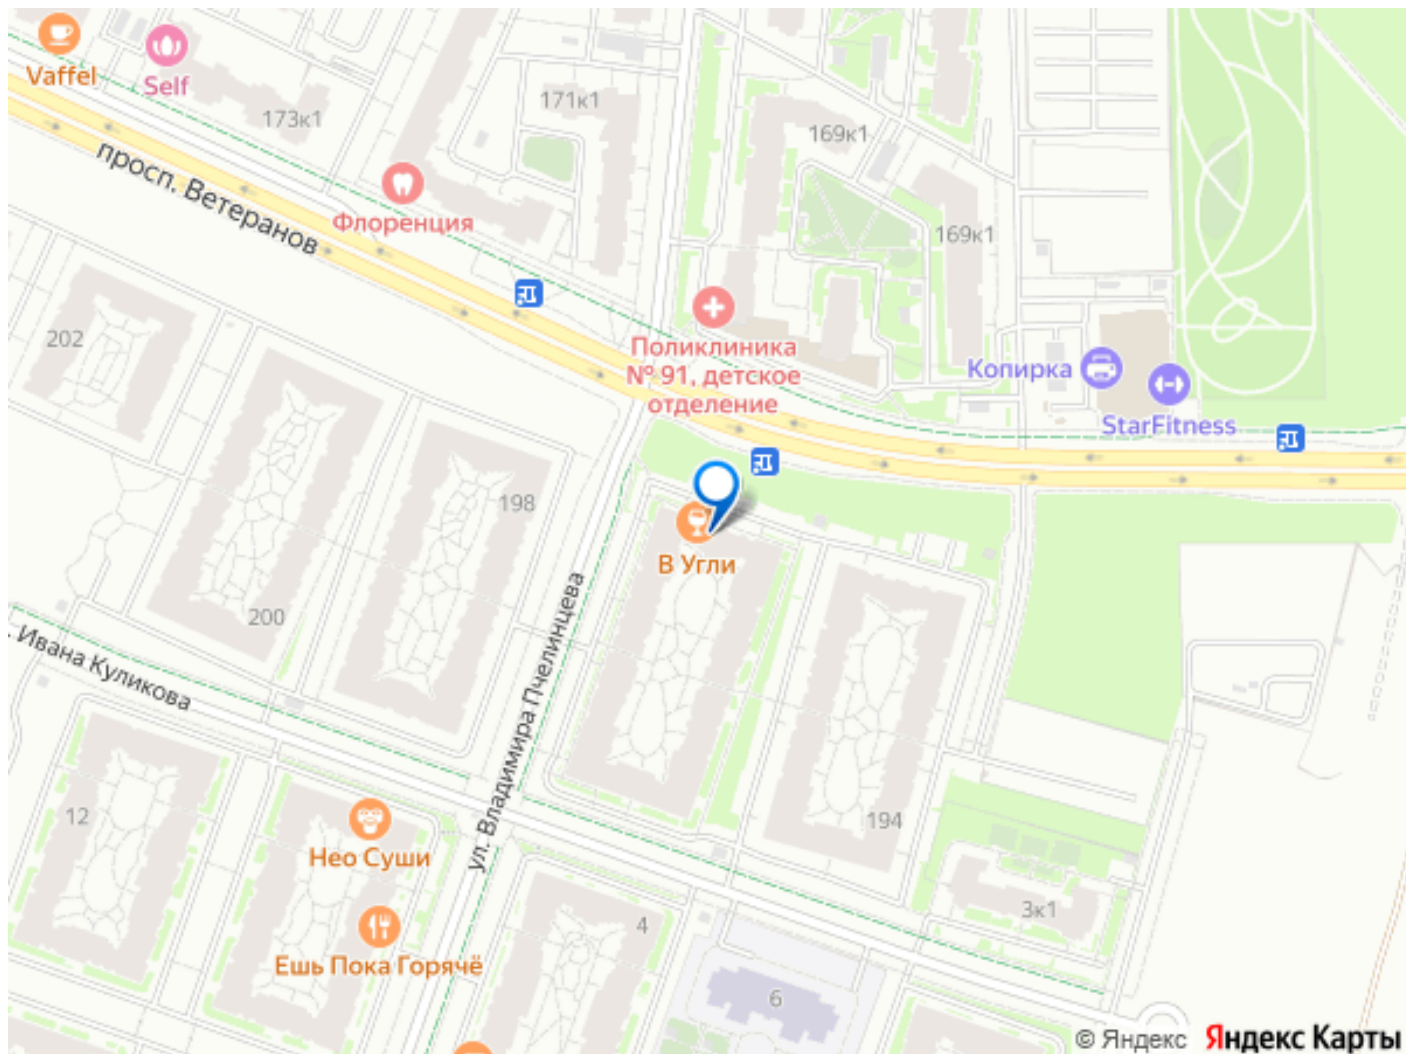 Vaffel
Self
173к1
171к1
169к1
просп. Ветеранов
Флоренция
169к1
202
Поликлиника
№ 91, детское
отделение
Копирка
StarFitness
198
В Угли
200
ул. Владимира Пчелинцева
. Ивана Куликова
12
194
Нео Суши
3к1
4
Ешь Пока Горячё
6
© Яндекс Яндекс Карты